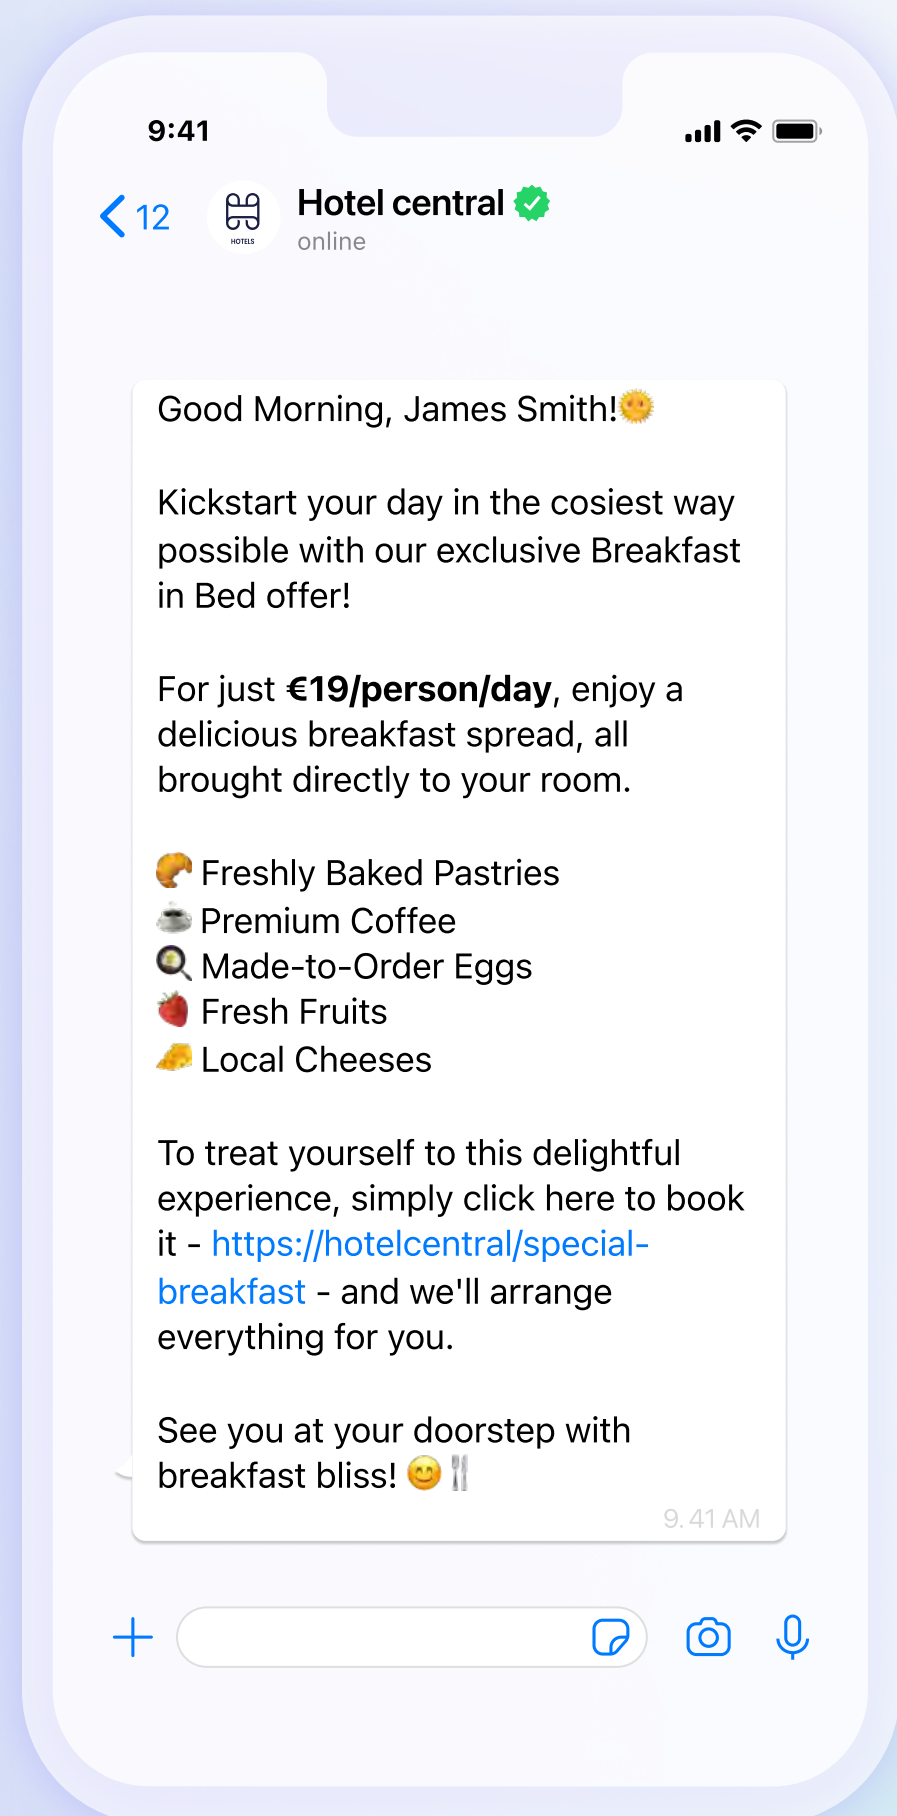 9:41
12
Hotel central
HOTELS
online
Good Morning, James Smith!🌞
Kickstart your day in the cosiest way
possible with our exclusive Breakfast
in Bed offer!
For just €19/person/day, enjoy a
delicious breakfast spread, all
brought directly to your room.
🥐 Freshly Baked Pastries
☕ Premium Coffee
🍳 Made-to-Order Eggs
🍓 Fresh Fruits
🧀 Local Cheeses
To treat yourself to this delightful
experience, simply click here to book
it - https://hotelcentral/special-
breakfast - and we'll arrange
everything for you.
See you at your doorstep with
breakfast bliss! 😊🍴
9. 41 AM